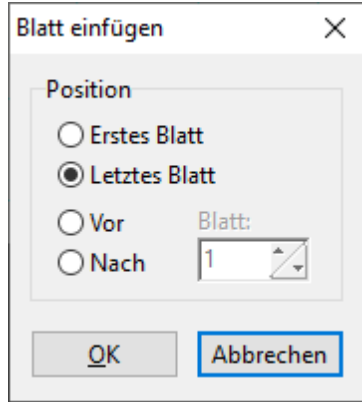 Blatt einfügen
Position
Erstes Blatt
Letztes Blatt
Vor Blatt:
Nach 1
OK Abbrechen